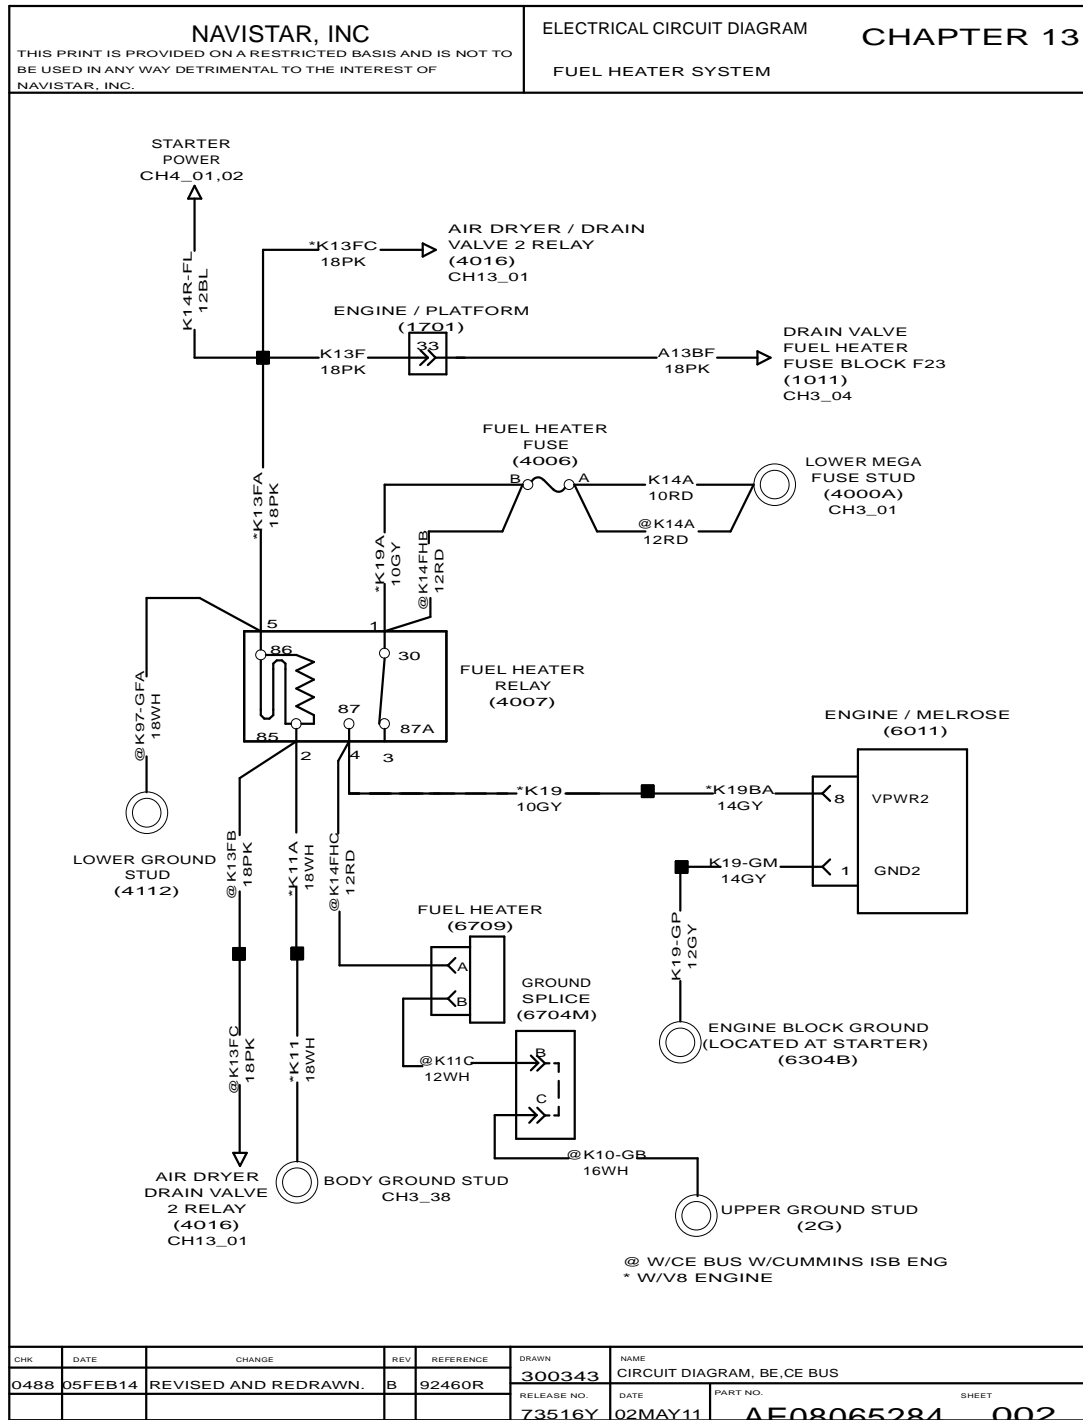 NAVISTAR, INC
THIS PRINT IS PROVIDED ON A RESTRICTED BASIS AND IS NOT TO
BE USED IN ANY WAY DETRIMENTAL TO THE INTEREST OF
NAVISTAR, INC.
ELECTRICAL CIRCUIT DIAGRAM
FUEL HEATER SYSTEM
CHAPTER 13
STARTER
POWER
CH4_01,02
K14R-FL
12BL
*K13FC
18PK
AIR DRYER / DRAIN
VALVE 2 RELAY
(4016)
CH13_01
ENGINE / PLATFORM
(1701)
33
K13F
18PK
A13BF
18PK
DRAIN VALVE
FUEL HEATER
FUSE BLOCK F23
(1011)
CH3_04
*K13FA
18PK
FUEL HEATER
FUSE
(4006)
B
A
K14A
10RD
@K14A
12RD
LOWER MEGA
FUSE STUD
(4000A)
CH3_01
*K19A
10GY
@K14FHB
12RD
5
1
86
30
85
87
87A
2
4
3
FUEL HEATER
RELAY
(4007)
@K97-GFA
18WH
LOWER GROUND
STUD
(4112)
@K13FB
18PK
*K11A
18WH
@K14FHC
12RD
*K19
10GY
*K19BA
14GY
ENGINE / MELROSE
(6011)
8
VPWR2
1
GND2
K19-GM
14GY
K19-GP
12GY
ENGINE BLOCK GROUND
(LOCATED AT STARTER)
(6304B)
FUEL HEATER
(6709)
A
B
GROUND
SPLICE
(6704M)
B
C
@K11C
12WH
@K10-GB
16WH
@K13FC
18PK
*K11
18WH
AIR DRYER
DRAIN VALVE
2 RELAY
(4016)
CH13_01
BODY GROUND STUD
CH3_38
UPPER GROUND STUD
(2G)
@ W/CE BUS W/CUMMINS ISB ENG
* W/V8 ENGINE
CHK
DATE
CHANGE
REV
REFERENCE
0488
05FEB14
REVISED AND REDRAWN.
B
92460R
DRAWN
300343
NAME
CIRCUIT DIAGRAM, BE,CE BUS
RELEASE NO.
73516Y
DATE
02MAY11
PART NO.
AE08065284
SHEET
002